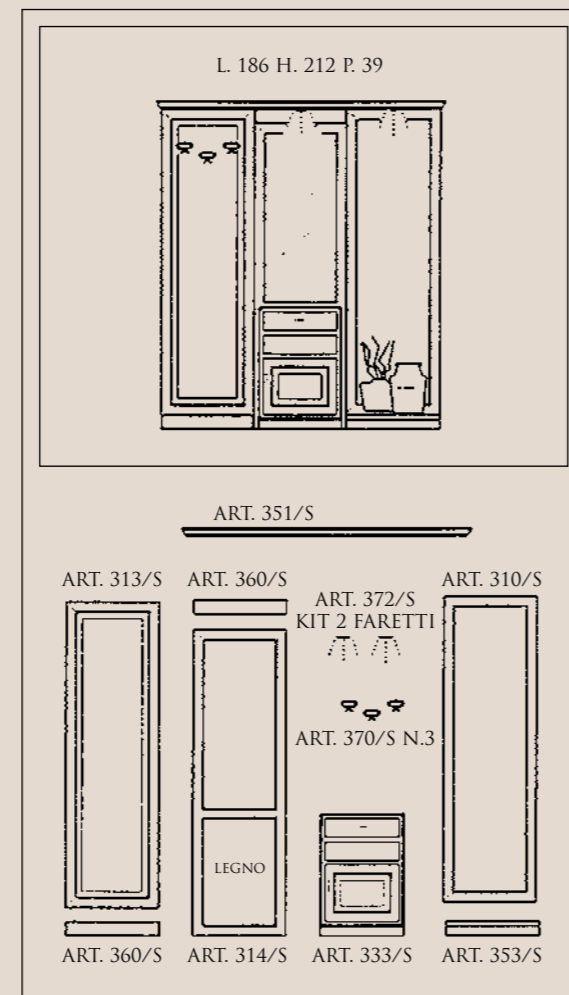 L. 186 H. 212 P. 39
ART. 351/S
ART. 313/S
ART. 360/S
ART. 372/S
KIT 2 FARETTI
ART. 310/S
ART. 370/S N.3
LEGNO
ART. 360/S
ART. 314/S
ART. 333/S
ART. 353/S